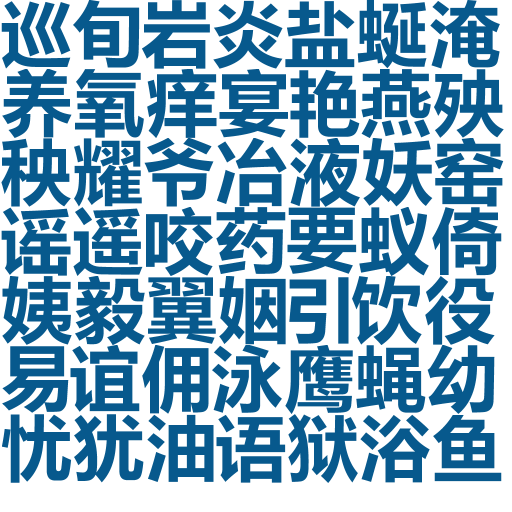 巡旬岩炎盐蜒淹
养氧痒宴艳燕殃
秧耀爷冶液妖窑
谣遥咬药要蚁倚
姨毅翼姻引饮役
易谊佣泳鹰蝇幼
忧犹油语狱浴鱼